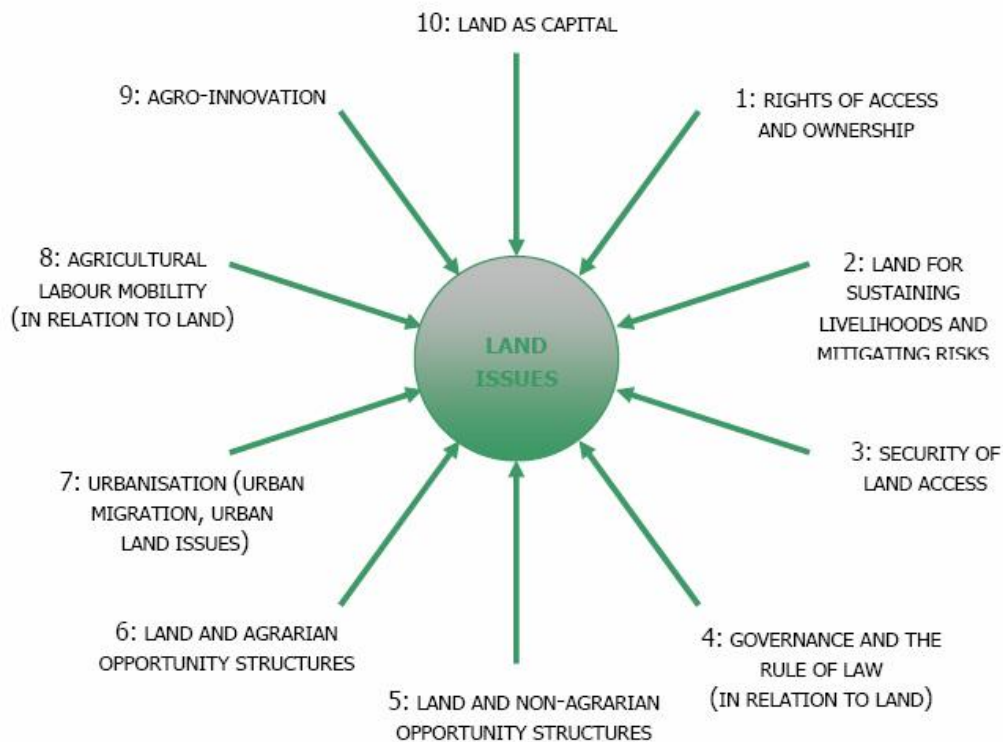 10: LAND AS CAPITAL
9: AGRO-INNOVATION
1: RIGHTS OF ACCESS
AND OWNERSHIP
8: AGRICULTURAL
LABOUR MOBILITY
(IN RELATION TO LAND)
2: LAND FOR
SUSTAINING
LIVELIHOODS AND
MITIGATING RISKS
LAND
ISSUES
7: URBANISATION (URBAN
MIGRATION, URBAN
LAND ISSUES)
3: SECURITY OF
LAND ACCESS
6: LAND AND AGRARIAN
OPPORTUNITY STRUCTURES
4: GOVERNANCE AND THE
RULE OF LAW
(IN RELATION TO LAND)
5: LAND AND NON-AGRARIAN
OPPORTUNITY STRUCTURES